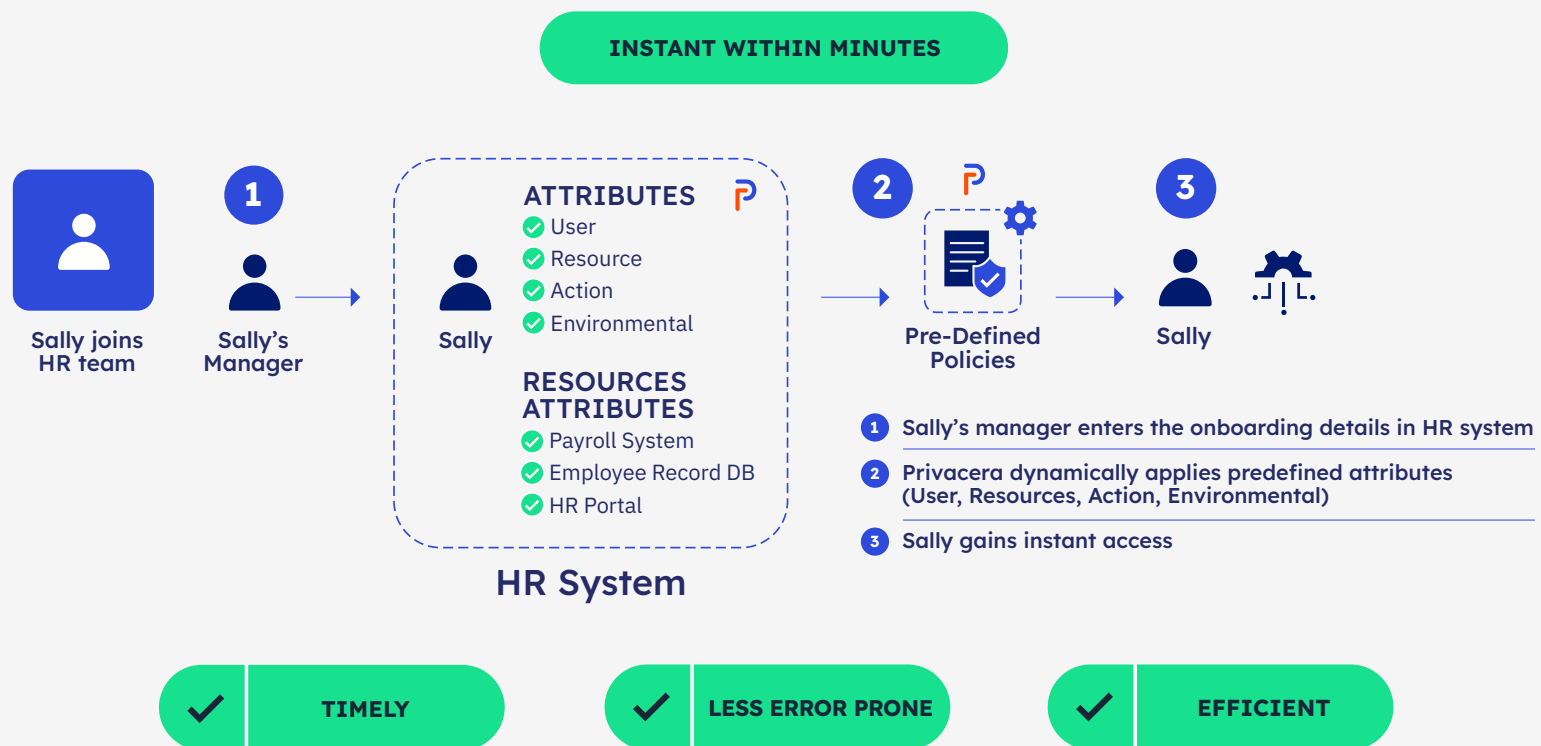 INSTANT WITHIN MINUTES
Sally joins
HR team
1
Sally’s
Manager
Sally
ATTRIBUTES
User
Resource
Action
Environmental
RESOURCES
ATTRIBUTES
Payroll System
Employee Record DB
HR Portal
HR System
2
Pre-Defined
Policies
3
Sally
1 Sally’s manager enters the onboarding details in HR system
2 Privacera dynamically applies predefined attributes
(User, Resources, Action, Environmental)
3 Sally gains instant access
TIMELY
LESS ERROR PRONE
EFFICIENT